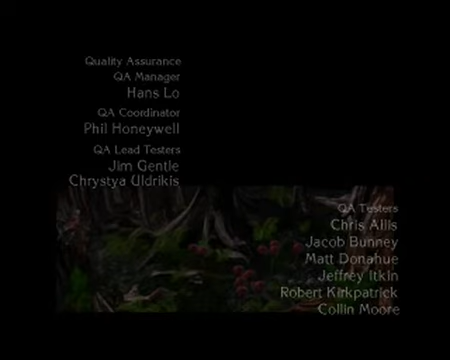 Quality Assurance
QA Manager
Hans Lo
QA Coordinator
Phil Honeywell
QA Lead Testers
Jim Gentle
Chrystya Uldrikis
QA Testers
Chris Allis
Jacob Bunney
Matt Donahue
Jeffrey Itkin
Robert Kirkpatrick
Collin Moore